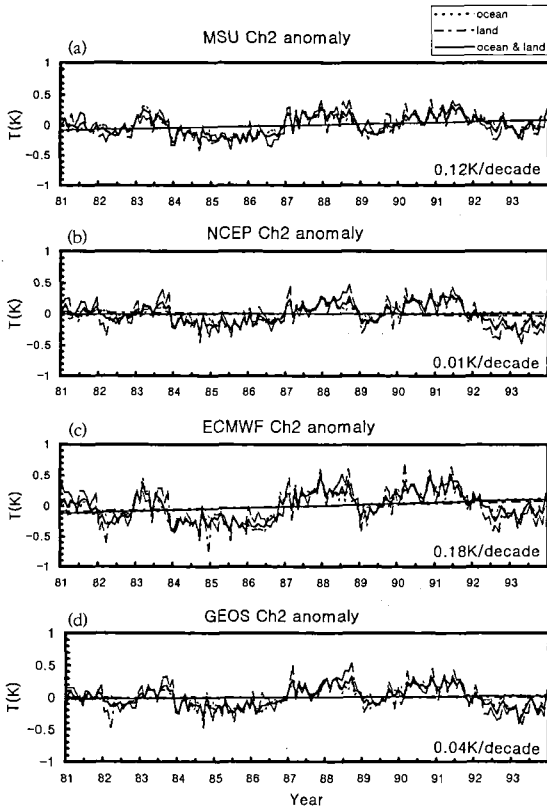 ocean
land
ocean & land
(a) MSU Ch2 anomaly
T(K)
1
0.5
0
−0.5
−1
81 82 83 84 85 86 87 88 89 90 91 92 93
0.12K/decade
(b) NCEP Ch2 anomaly
T(K)
1
0.5
0
−0.5
−1
81 82 83 84 85 86 87 88 89 90 91 92 93
0.01K/decade
(c) ECMWF Ch2 anomaly
T(K)
1
0.5
0
−0.5
−1
81 82 83 84 85 86 87 88 89 90 91 92 93
0.18K/decade
(d) GEOS Ch2 anomaly
T(K)
1
0.5
0
−0.5
−1
81 82 83 84 85 86 87 88 89 90 91 92 93
0.04K/decade
Year